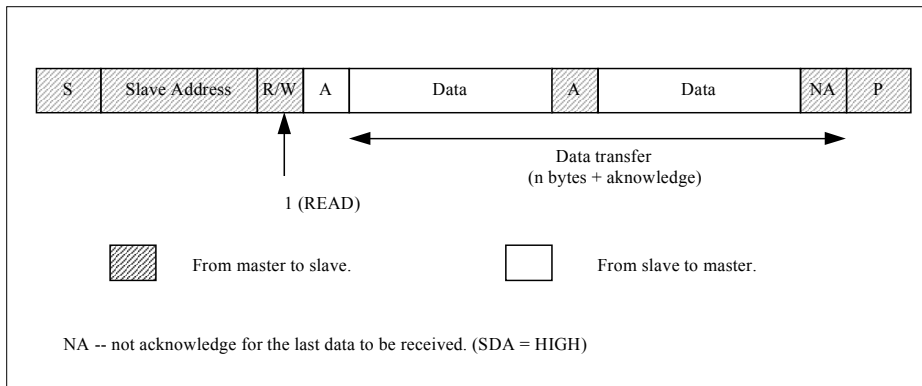 S Slave Address R/W A Data A Data NA P
Data transfer
(n bytes + aknowledge)
1 (READ)
From master to slave. From slave to master.
NA -- not acknowledge for the last data to be received. (SDA = HIGH)